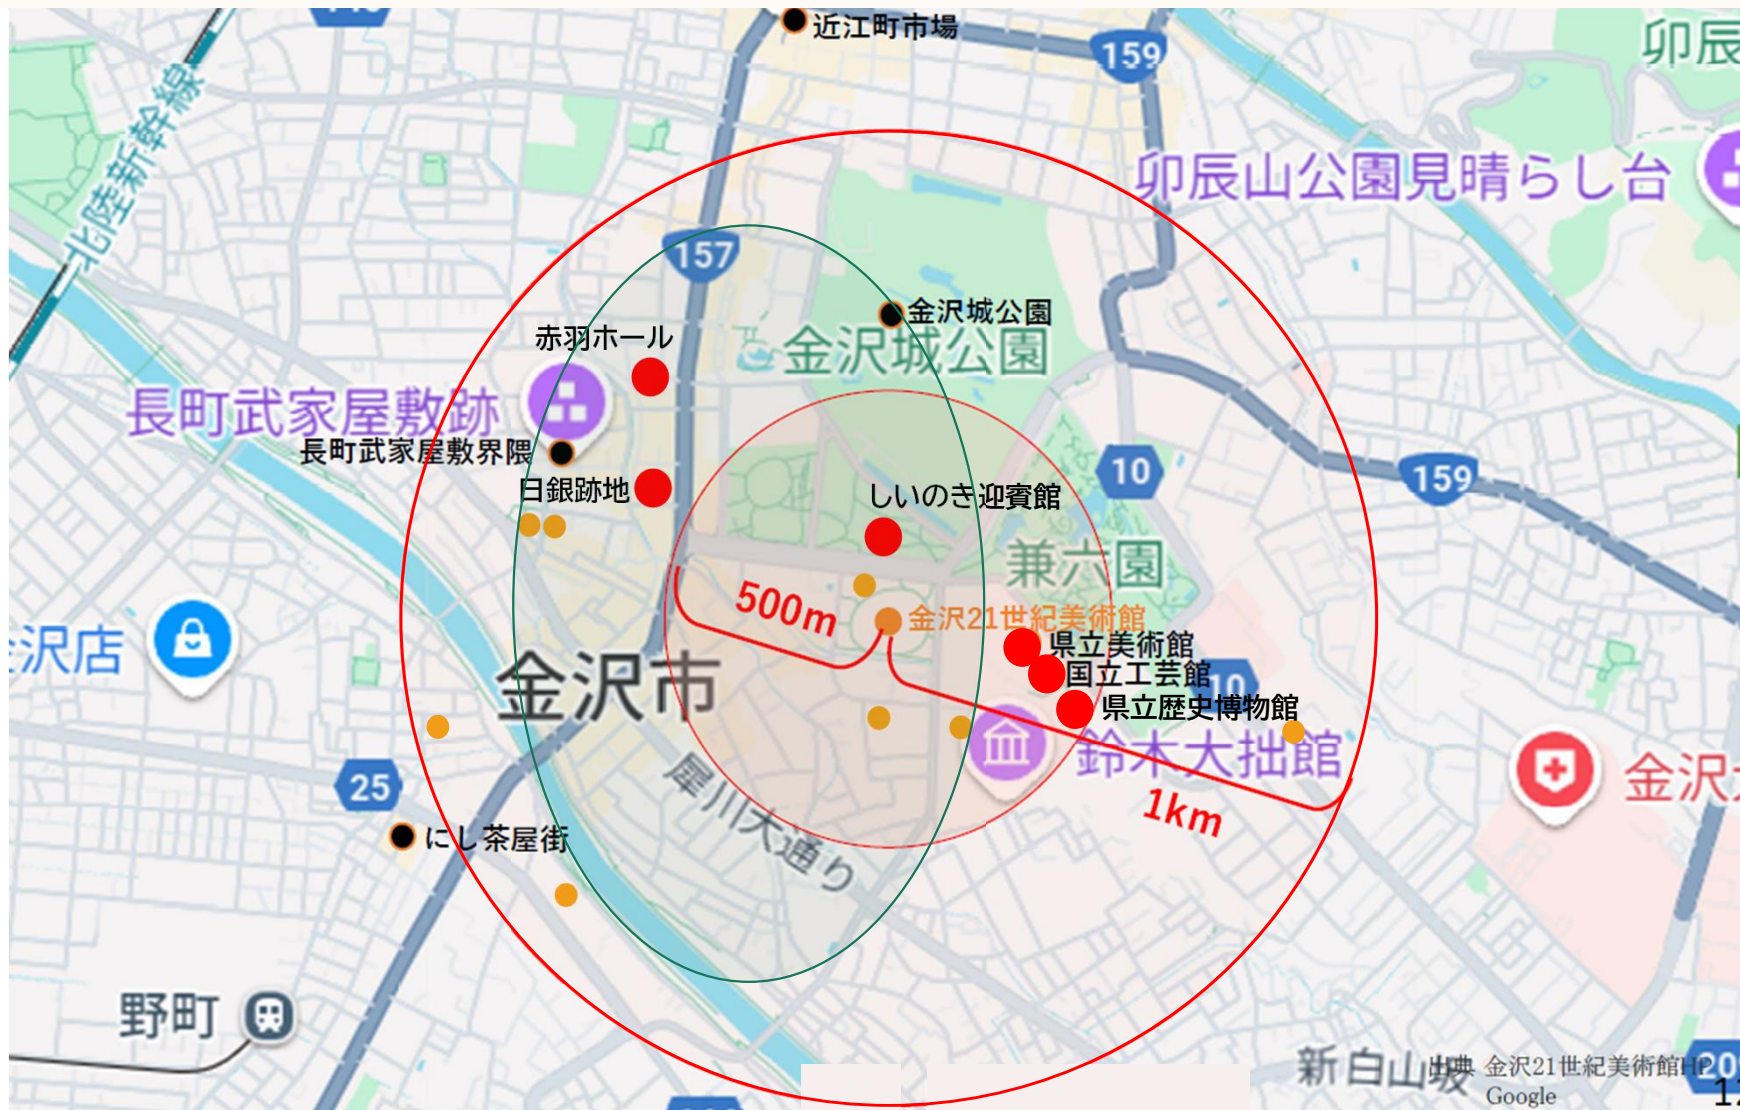 近江町市場
159
卯辰
北陸新幹線
卯辰山公園見晴らし台
157
金沢城公園
金沢城公園
赤羽ホール
長町武家屋敷跡
長町武家屋敷界隈
日銀跡地
しいのき迎賓館
10
159
兼六園
500m
金沢21世紀美術館
県立美術館
国立工芸館
10
県立歴史博物館
沢店
金沢市
鈴木大拙館
金沢
25
1km
犀川大通り
にし茶屋街
野町
新白山坂
出典 金沢21世紀美術館HP
Google